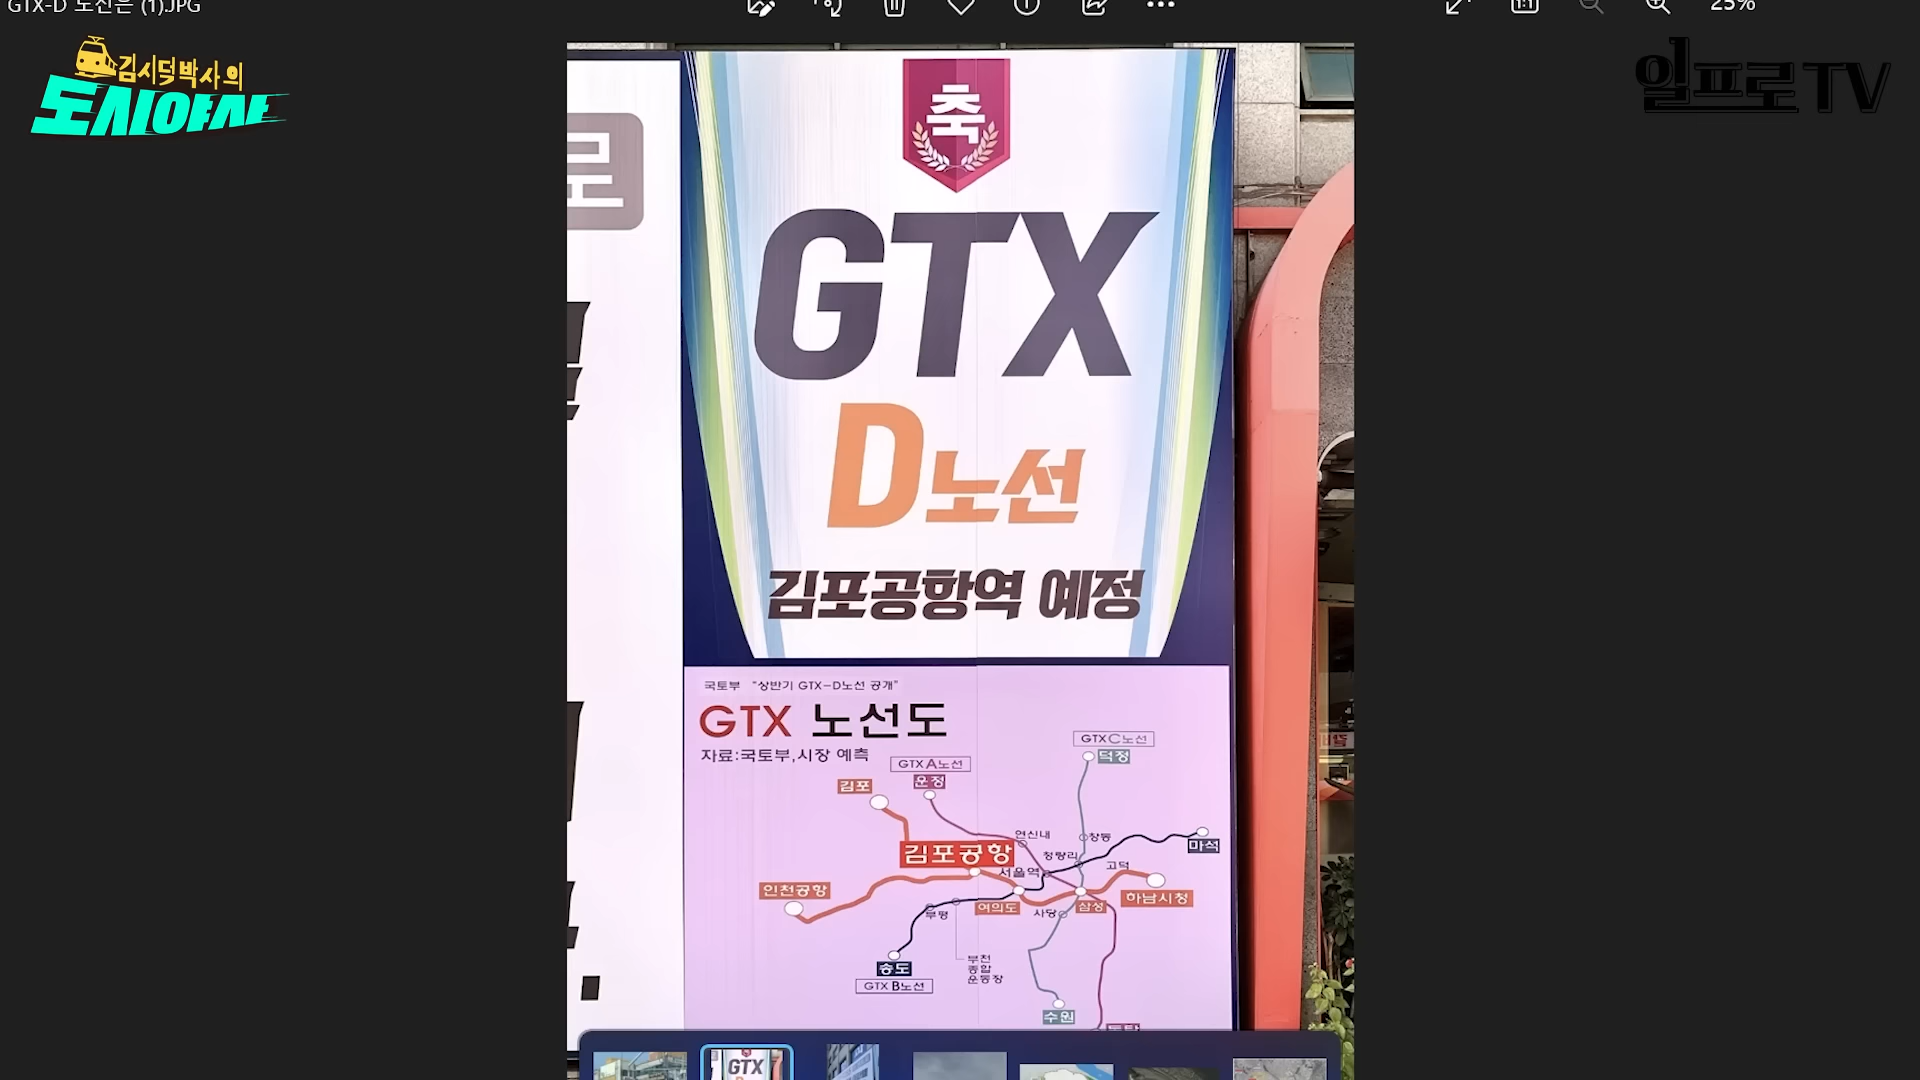 GTX-D 노선은 (1).JPG
25%
김시덕박사의
도시야사
일프로TV
로
축
GTX
D노선
김포공항역 예정
국토부 "상반기 GTX-D노선 공개"
GTX 노선도
자료:국토부,시장 예측
GTX C노선
덕정
GTX A노선
운정
김포
연신내
창동
마석
김포공항
청량리
서울역
고덕
인천공항
하남시청
부평
여의도
사당
삼성
부천
종합
운동장
송도
GTX B노선
수원
동탄
GTX